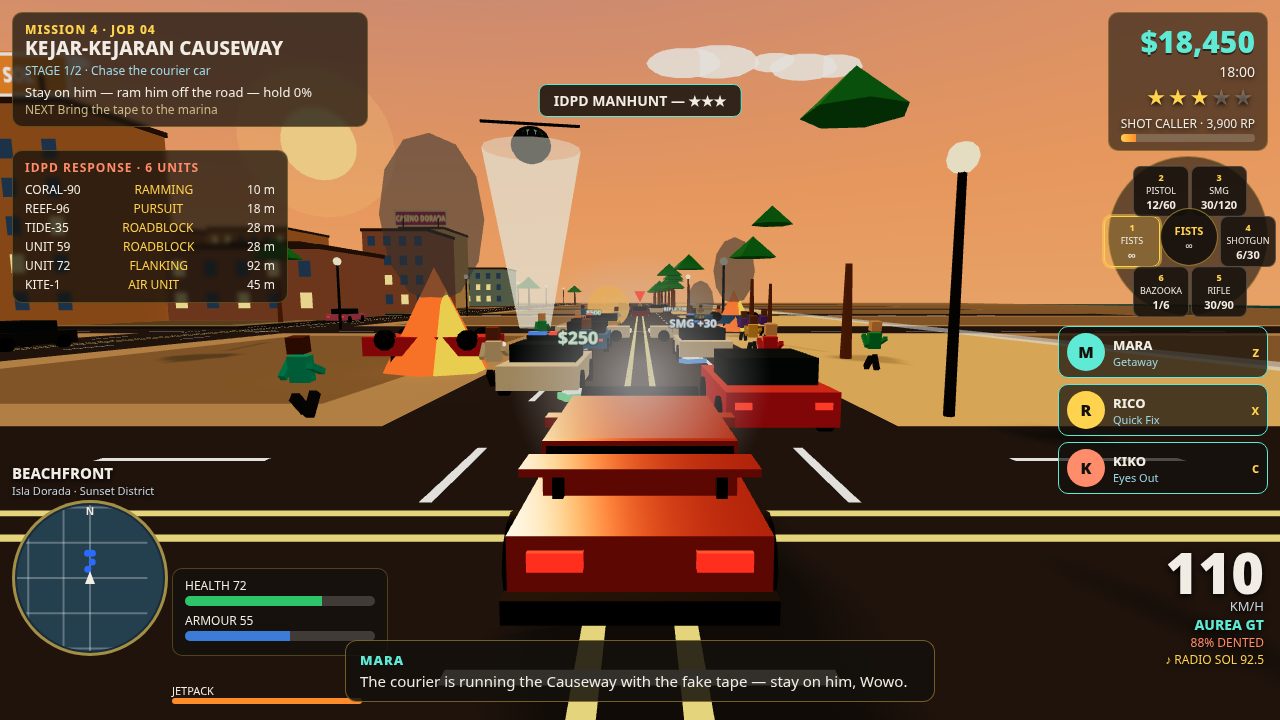 MISSION 4 · JOB 04
KEJAR-KEJARAN CAUSEWAY
STAGE 1/2 · Chase the courier car
Stay on him — ram him off the road — hold 0%
NEXT Bring the tape to the marina
IDPD MANHUNT — ★★★
$18,450
18:00
★★★★★
SHOT CALLER · 3,900 RP
IDPD RESPONSE · 6 UNITS
CORAL-90 RAMMING 10 m
REEF-96 PURSUIT 18 m
TIDE-35 ROADBLOCK 28 m
UNIT 59 ROADBLOCK 28 m
UNIT 72 FLANKING 92 m
KITE-1 AIR UNIT 45 m
CASINO DORADA
$250
SMG +30
2
PISTOL
12/60
3
SMG
30/120
1
FISTS
∞
FISTS
∞
4
SHOTGUN
6/30
6
BAZOOKA
1/6
5
RIFLE
30/90
M
MARA
Getaway
Z
R
RICO
Quick Fix
X
K
KIKO
Eyes Out
C
BEACHFRONT
Isla Dorada · Sunset District
N
HEALTH 72
ARMOUR 55
JETPACK
110
KM/H
AUREA GT
88% DENTED
♪ RADIO SOL 92.5
MARA
The courier is running the Causeway with the fake tape — stay on him, Wowo.